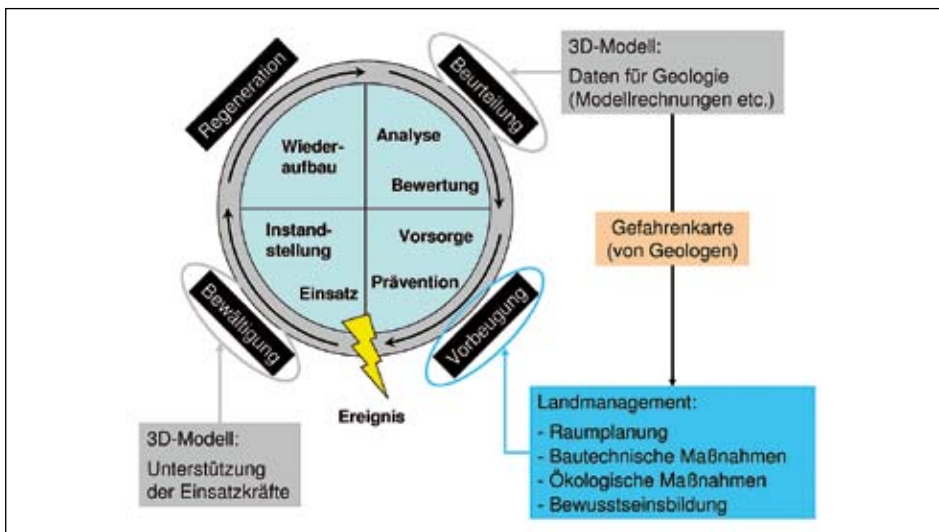 Regeneration
Beurteilung
3D-Modell:
Daten für Geologie
(Modellrechnungen etc.)
Wieder-
aufbau
Analyse
Bewertung
Instand-
stellung
Einsatz
Vorsorge
Prävention
Gefahrenkarte
(von Geologen)
Bewältigung
Vorbeugung
Ereignis
3D-Modell:
Unterstützung
der Einsatzkräfte
Landmanagement:
- Raumplanung
- Bautechnische Maßnahmen
- Ökologische Maßnahmen
- Bewusstseinsbildung